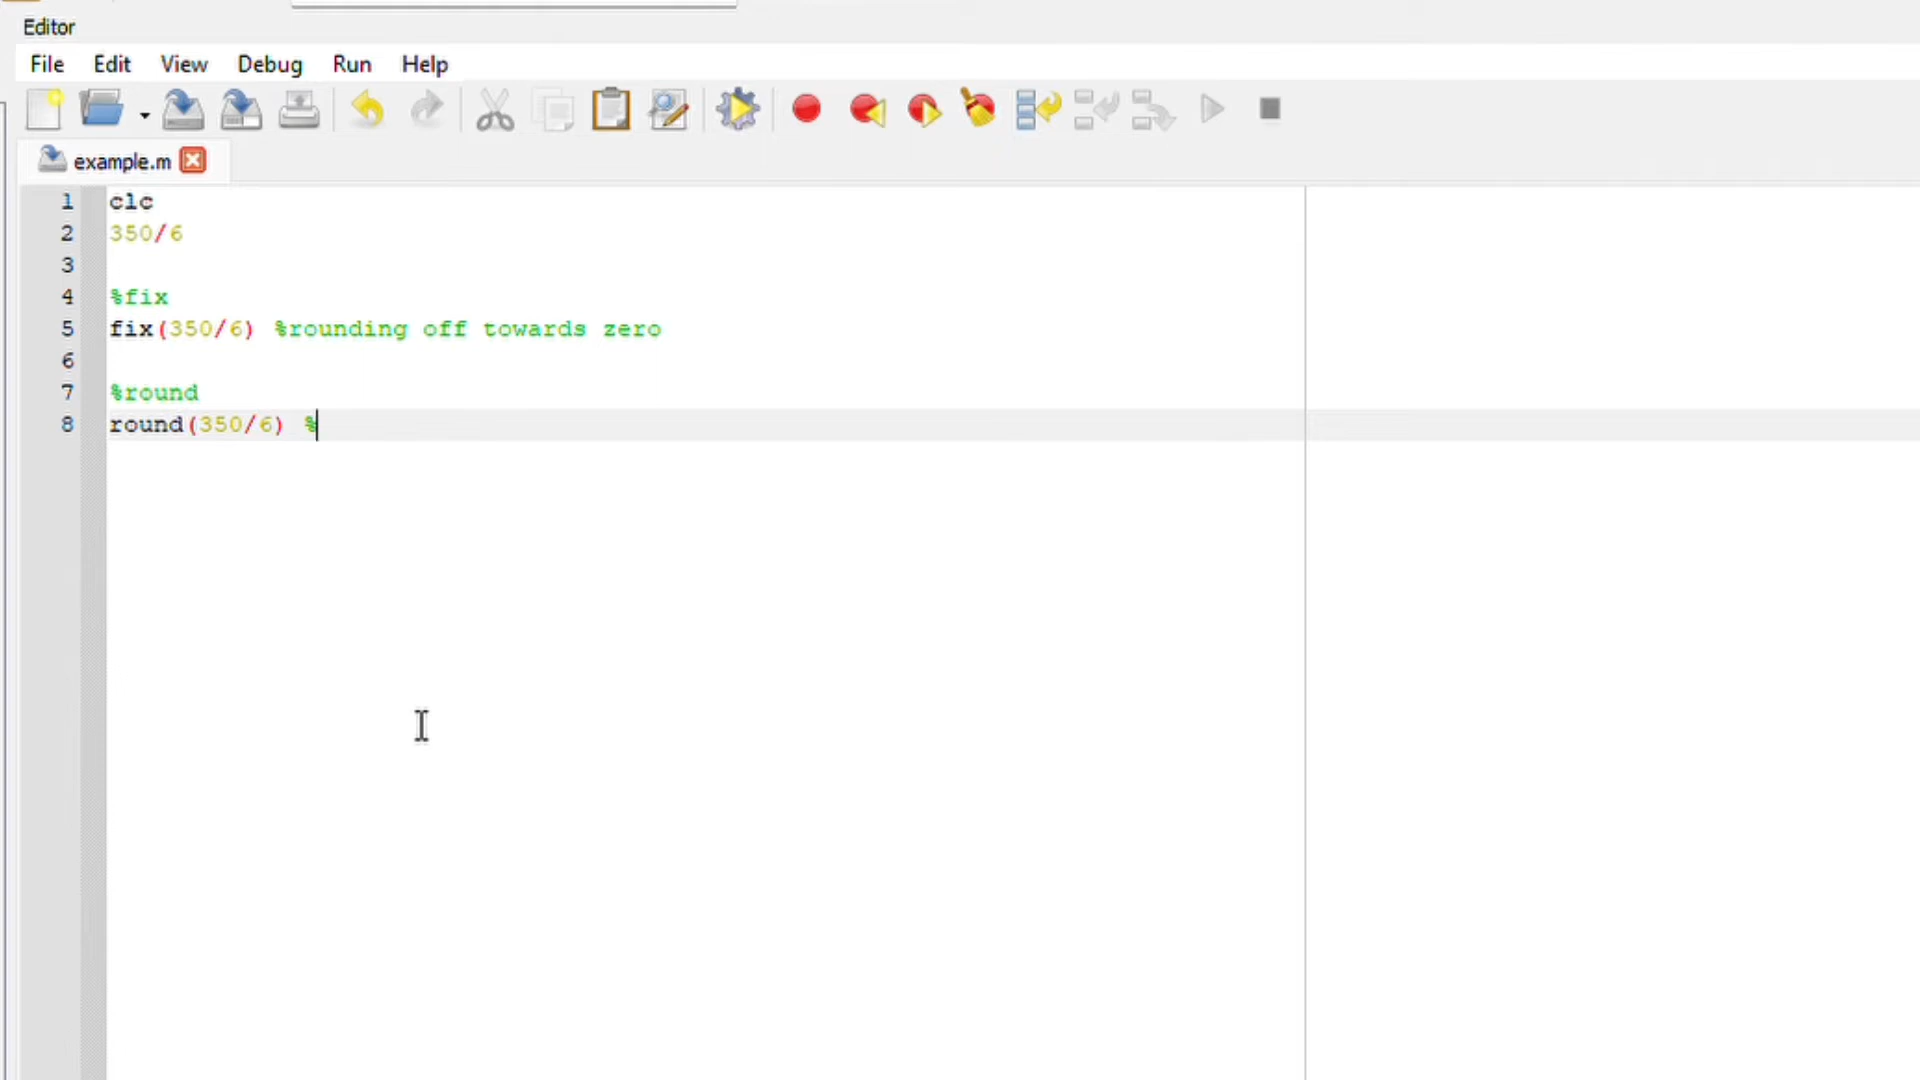 Editor
File Edit View Debug Run Help
example.m
1 clc
2 350/6
3
4 %fix
5 fix(350/6) %rounding off towards zero
6
7 %round
8 round(350/6) %